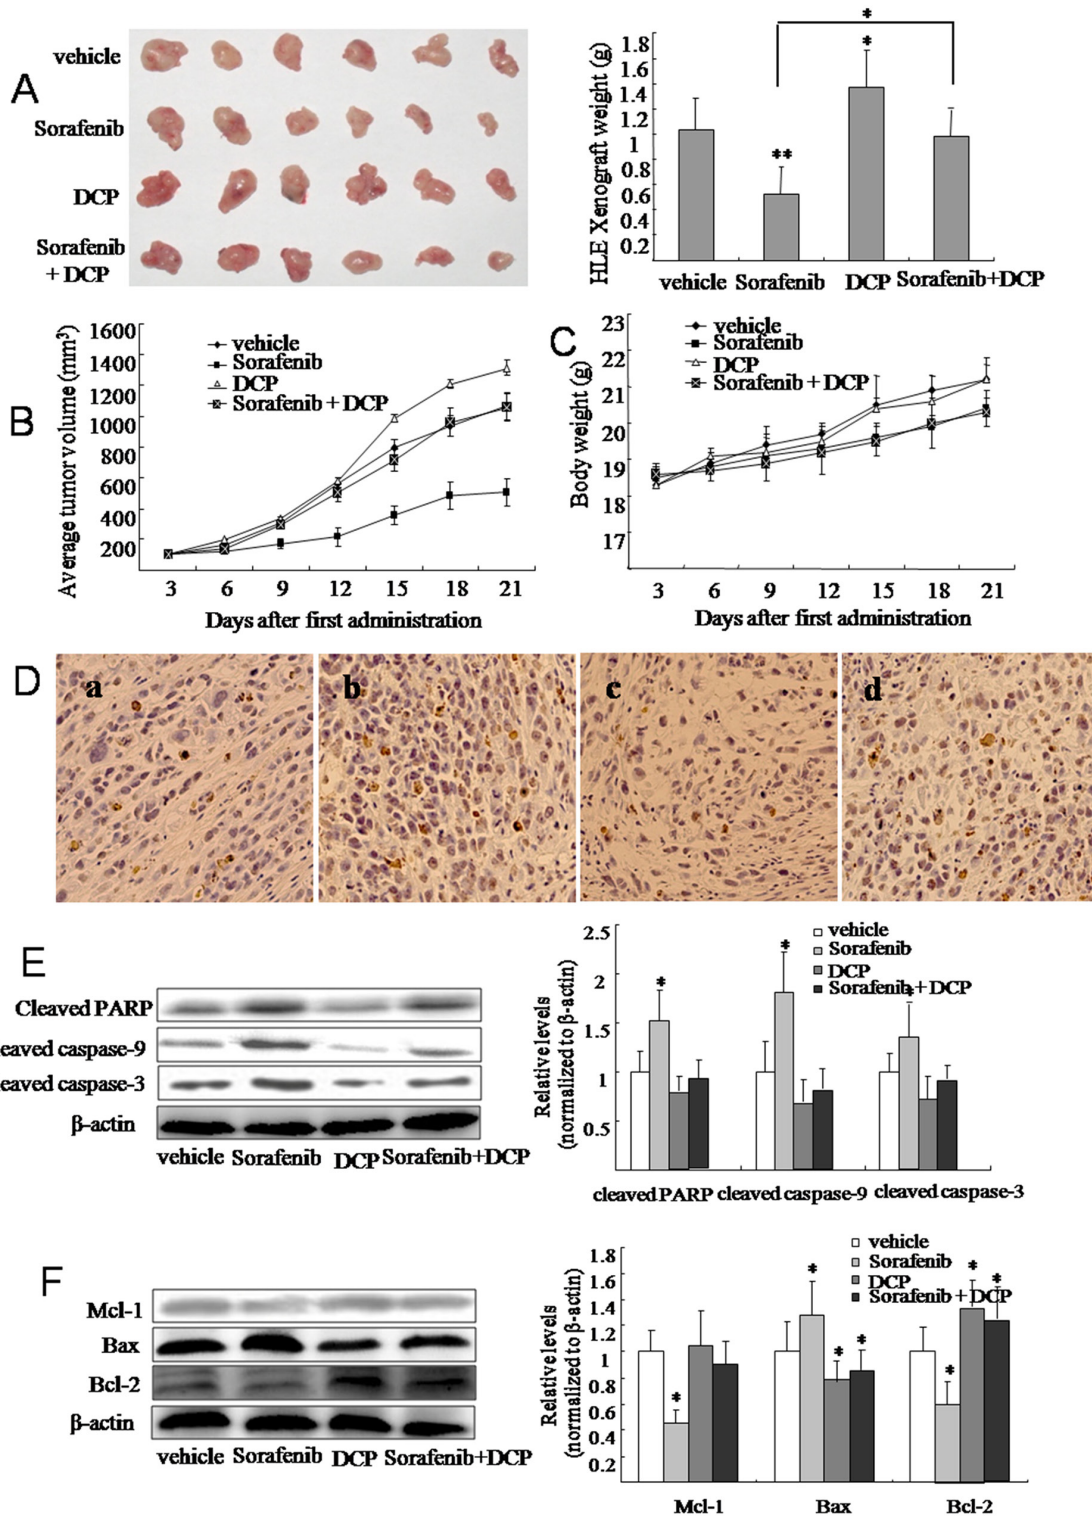 A
vehicle
Sorafenib
DCP
Sorafenib
+ DCP
*
*
**
HLE Xenograft weight (g)
1.8
1.6
1.4
1.2
1
0.8
0.6
0.4
0.2
vehicle Sorafenib DCP Sorafenib+DCP
B
Average tumor volume (mm³)
1600
1400
1200
1000
800
600
400
200
vehicle
Sorafenib
DCP
Sorafenib + DCP
3 6 9 12 15 18 21
Days after first administration
C
Body weight (g)
23
22
21
20
19
18
17
vehicle
Sorafenib
DCP
Sorafenib + DCP
3 6 9 12 15 18 21
Days after first administration
D
a b c d
E
Cleaved PARP
eaved caspase-9
eaved caspase-3
β-actin
vehicle Sorafenib DCP Sorafenib+DCP
Relative levels
(normalized to β-actin)
2.5
2
1.5
1
0.5
vehicle
Sorafenib
DCP
Sorafenib + DCP
* * *
cleaved PARP cleaved caspase-9 cleaved caspase-3
F
Mcl-1
Bax
Bcl-2
β-actin
vehicle Sorafenib DCP Sorafenib+DCP
Relative levels
(normalized to β-actin)
1.8
1.6
1.4
1.2
1
0.8
0.6
0.4
0.2
vehicle
Sorafenib
DCP
Sorafenib + DCP
* * * * * * *
Mcl-1 Bax Bcl-2